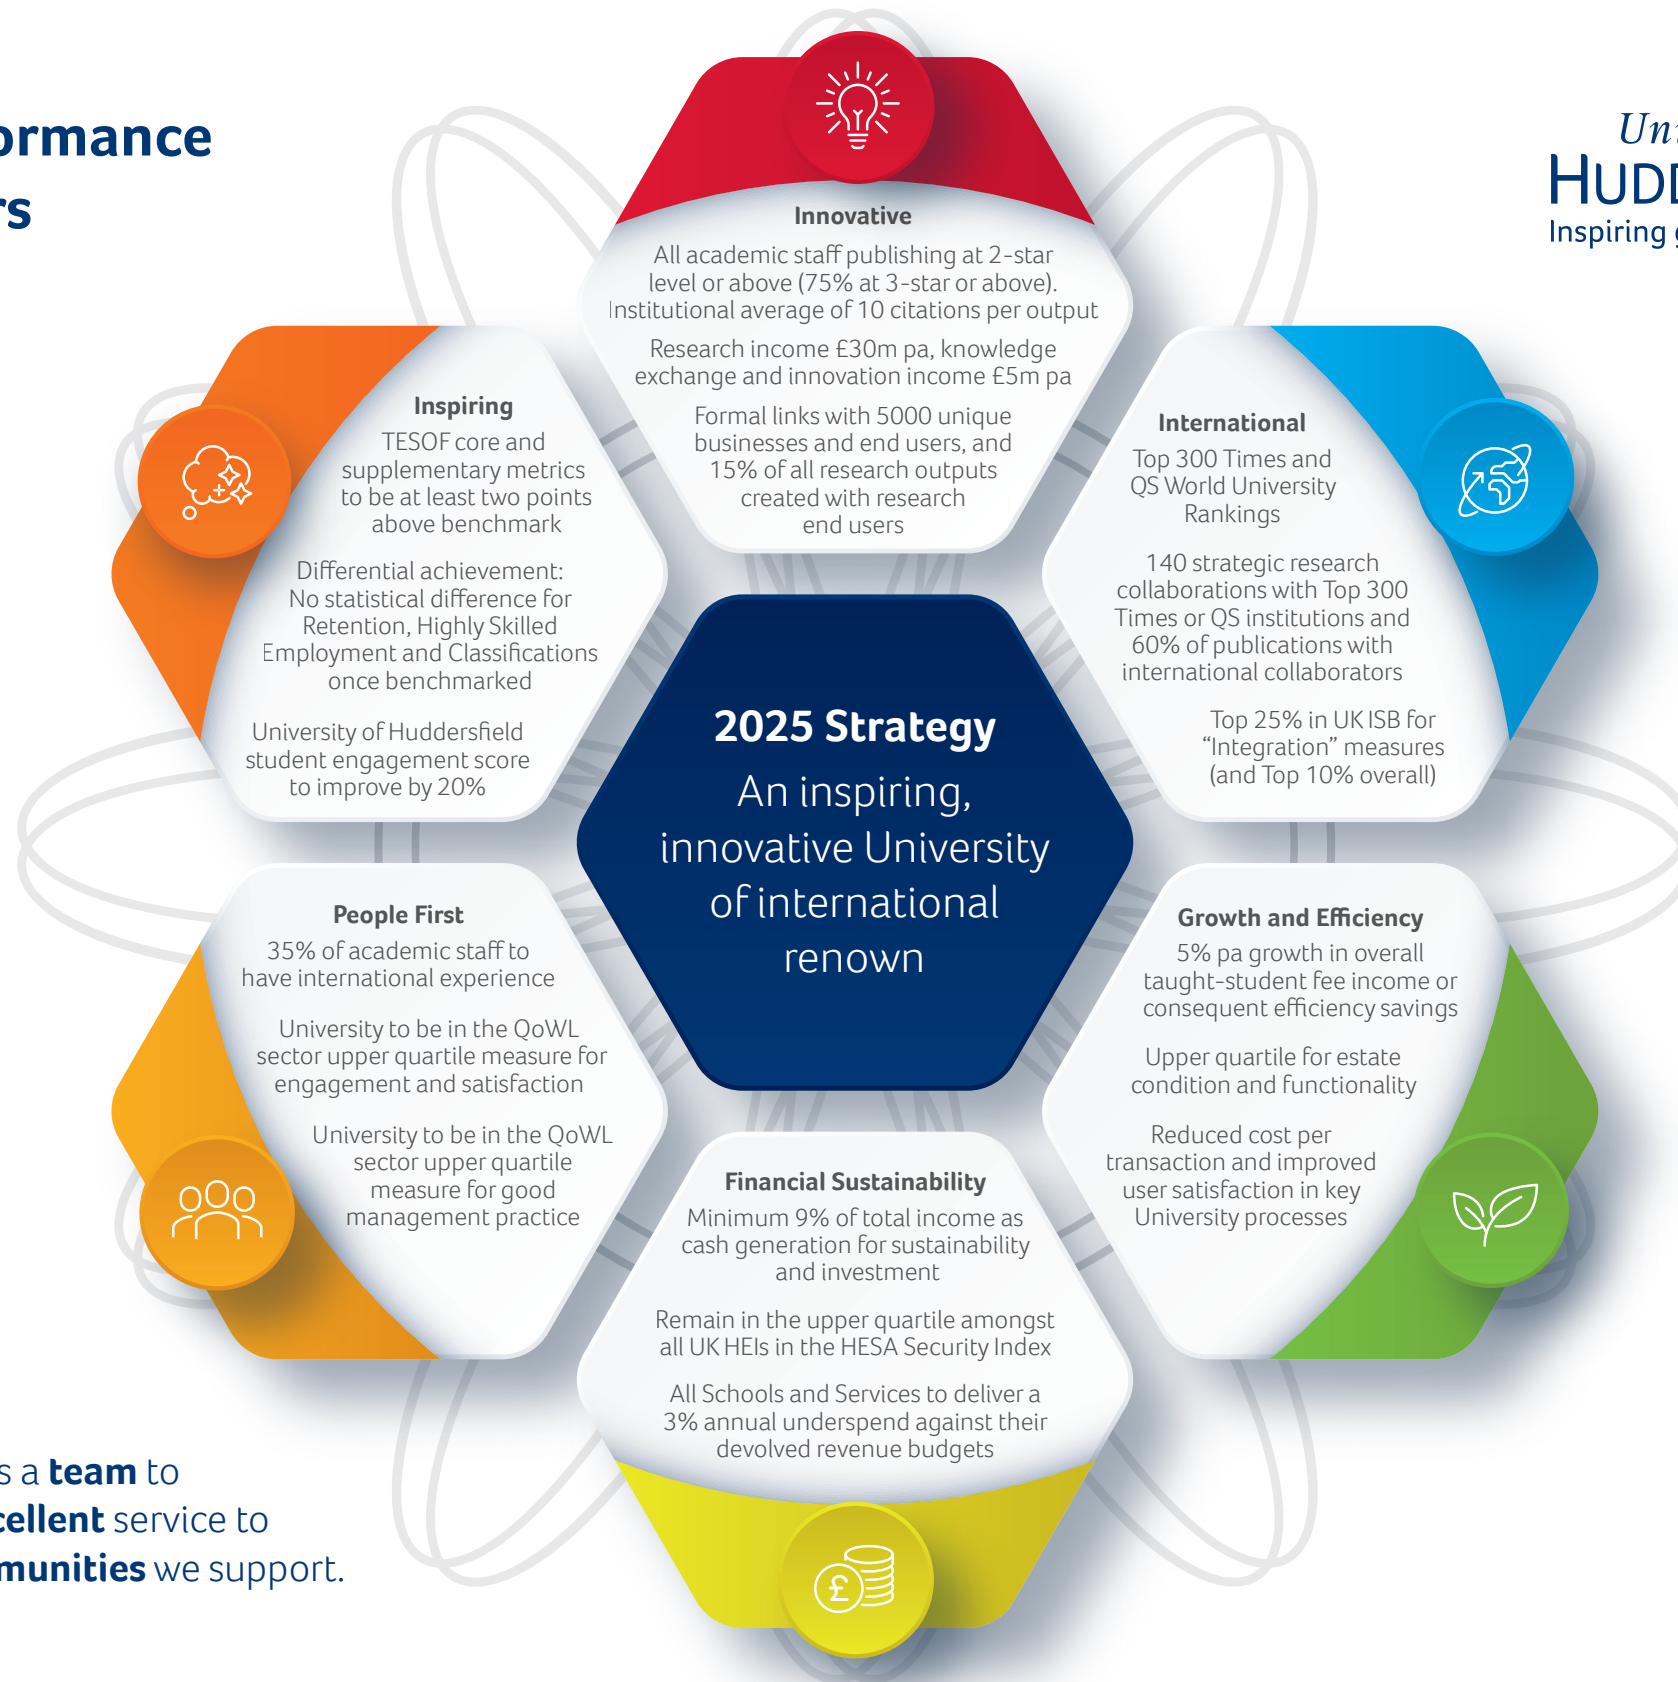 ormance
rs
Uni
HUDD
Inspiring g
Innovative
All academic staff publishing at 2-star
level or above (75% at 3-star or above).
Institutional average of 10 citations per output
Research income £30m pa, knowledge
exchange and innovation income £5m pa
Formal links with 5000 unique
businesses and end users, and
15% of all research outputs
created with research
end users
Inspiring
TESOF core and
supplementary metrics
to be at least two points
above benchmark
Differential achievement:
No statistical difference for
Retention, Highly Skilled
Employment and Classifications
once benchmarked
University of Huddersfield
student engagement score
to improve by 20%
International
Top 300 Times and
QS World University
Rankings
140 strategic research
collaborations with Top 300
Times or QS institutions and
60% of publications with
international collaborators
Top 25% in UK ISB for
“Integration” measures
(and Top 10% overall)
2025 Strategy
An inspiring,
innovative University
of international
renown
People First
35% of academic staff to
have international experience
University to be in the QoWL
sector upper quartile measure for
engagement and satisfaction
University to be in the QoWL
sector upper quartile
measure for good
management practice
Growth and Efficiency
5% pa growth in overall
taught-student fee income or
consequent efficiency savings
Upper quartile for estate
condition and functionality
Reduced cost per
transaction and improved
user satisfaction in key
University processes
Financial Sustainability
Minimum 9% of total income as
cash generation for sustainability
and investment
Remain in the upper quartile amongst
all UK HEIs in the HESA Security Index
All Schools and Services to deliver a
3% annual underspend against their
devolved revenue budgets
£
s a team to
cellent service to
munities we support.